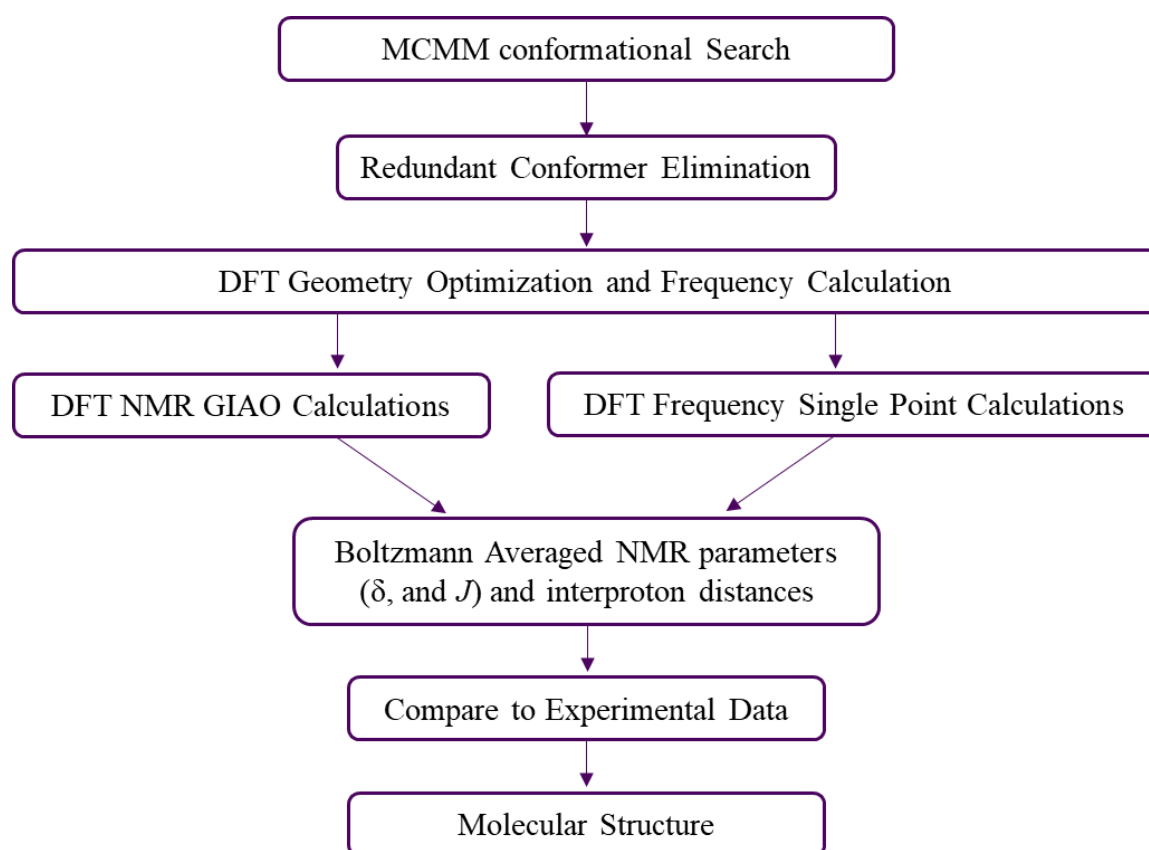 MCMM conformational Search
Redundant Conformer Elimination
DFT Geometry Optimization and Frequency Calculation
DFT NMR GIAO Calculations
DFT Frequency Single Point Calculations
Boltzmann Averaged NMR parameters
(δ, and J) and interproton distances
Compare to Experimental Data
Molecular Structure